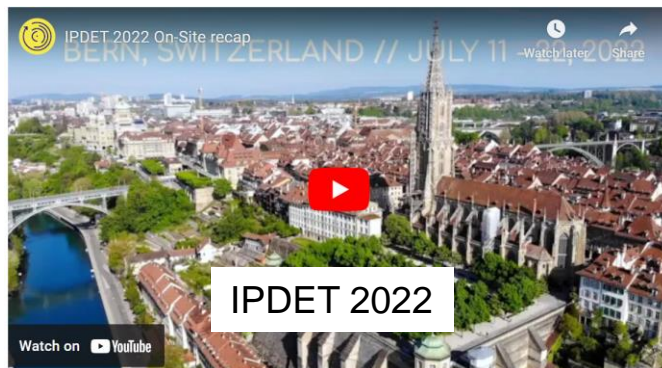 IPDET 2022 On-Site recap
BERN, SWITZERLAND // JULY 11 - 22, 2022
Watch later
Share
IPDET 2022
Watch on YouTube